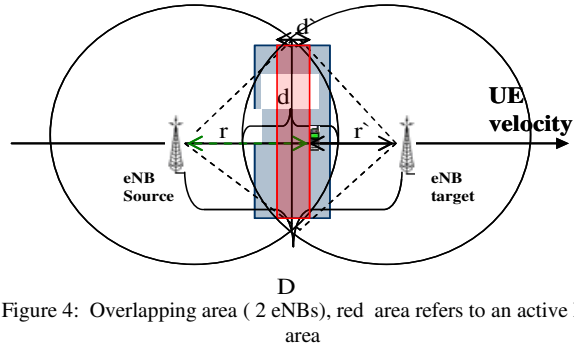 d`
d
UE
velocity
r
r`
eNB
Source
eNB
target
D
Figure 4: Overlapping area ( 2 eNBs), red area refers to an active
area